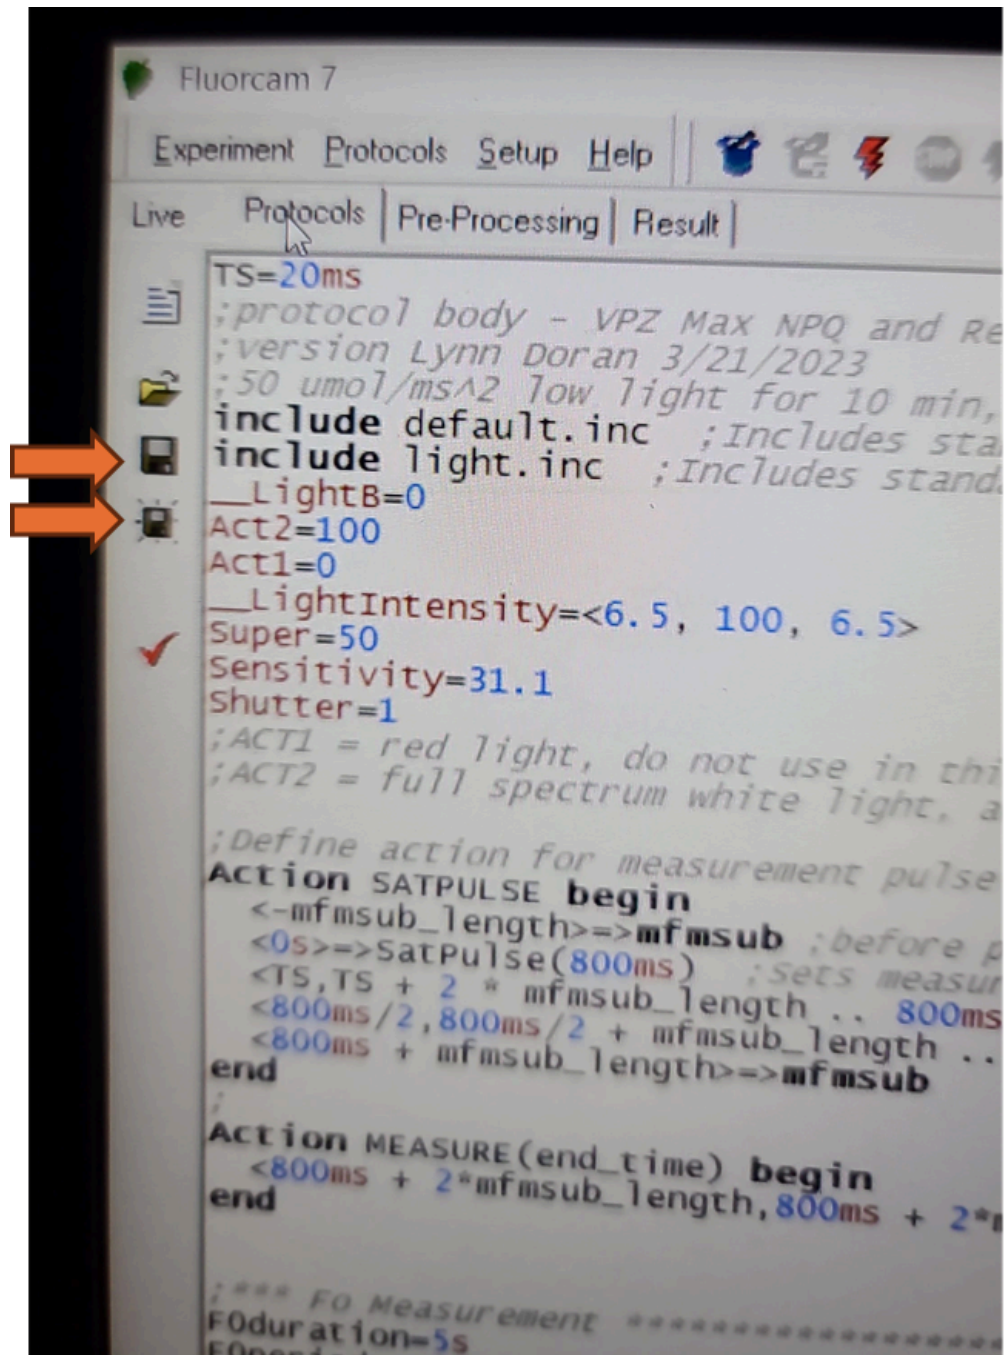 Fluorcam 7
Experiment Protocols Setup Help
Live Protocols Pre-Processing Result
TS=20ms
;protocol body - VPZ Max NPQ and Re
;version Lynn Doran 3/21/2023
;50 umol/ms^2 low light for 10 min,
include default.inc ;Includes sta
include light.inc ;Includes stand
__LightB=0
Act2=100
Act1=0
__LightIntensity=<6.5, 100, 6.5>
Super=50
Sensitivity=31.1
Shutter=1
;ACT1 = red light, do not use in thi
;ACT2 = full spectrum white light, a
;Define action for measurement pulse
Action SATPULSE begin
<-mfmsub_length>=>mfmsub ;before p
<0s>=>SatPulse(800ms) ;Sets measur
<TS,TS + 2 * mfmsub_length .. 800ms
<800ms/2,800ms/2 + mfmsub_length ..
<800ms + mfmsub_length>=>mfmsub
end
;
Action MEASURE(end_time) begin
<800ms + 2*mfmsub_length,800ms + 2*m
end
;*** Fo Measurement ********************
F0duration=5s